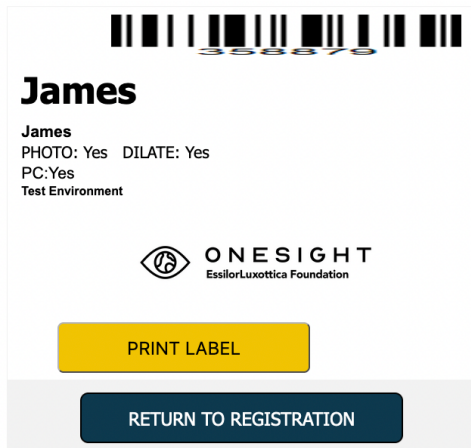 358879
James
James
PHOTO: Yes DILATE: Yes
PC:Yes
Test Environment
ONESIGHT
EssilorLuxottica Foundation
PRINT LABEL
RETURN TO REGISTRATION